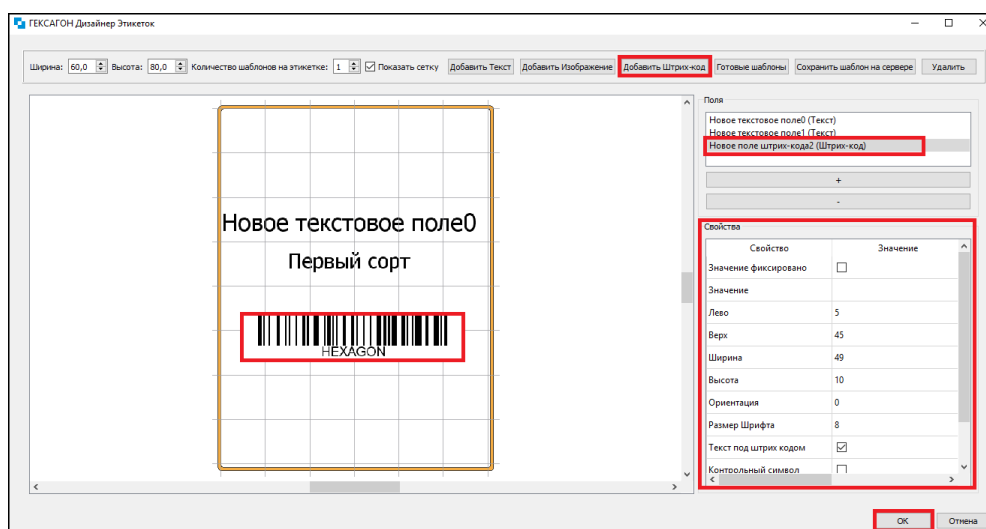 ГЕКСАГОН Дизайнер Этикеток
Ширина: 60,0 Высота: 80,0 Количество шаблонов на этикетке: 1 Показать сетку Добавить Текст Добавить Изображение Добавить Штрих-код Готовые шаблоны Сохранить шаблон на сервере Удалить
Поля
Новое текстовое поле0 (Текст)
Новое текстовое поле1 (Текст)
Новое поле штрих-кода2 (Штрих-код)
+
-
Новое текстовое поле0
Первый сорт
HEXAGON
Свойства
Свойство Значение
Значение фиксировано
Значение
Лево 5
Верх 45
Ширина 49
Высота 10
Ориентация 0
Размер Шрифта 8
Текст под штрих кодом
Контрольный символ
OK Отмена